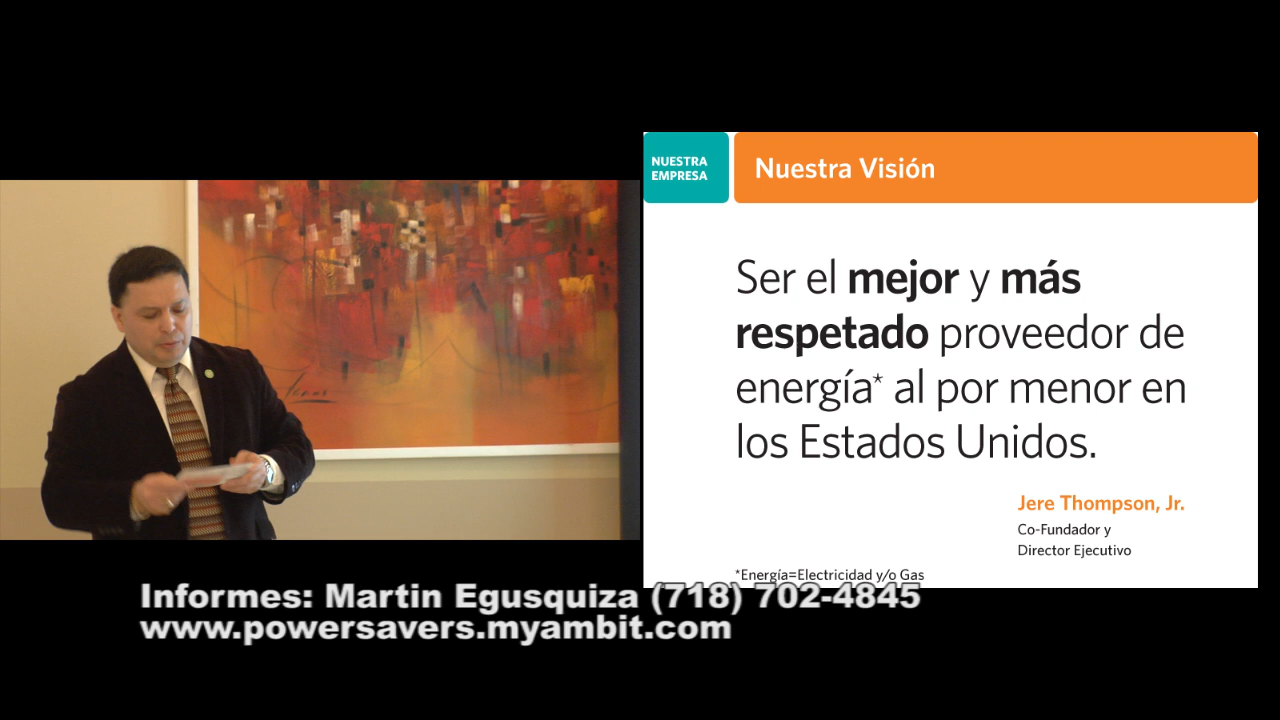 NUESTRA
EMPRESA
Nuestra Visión
Ser el mejor y más
respetado proveedor de
energía* al por menor en
los Estados Unidos.
Jere Thompson, Jr.
Co-Fundador y
Director Ejecutivo
*Energía=Electricidad y/o Gas
Informes: Martin Egusquiza (718) 702-4845
www.powersavers.myambit.com